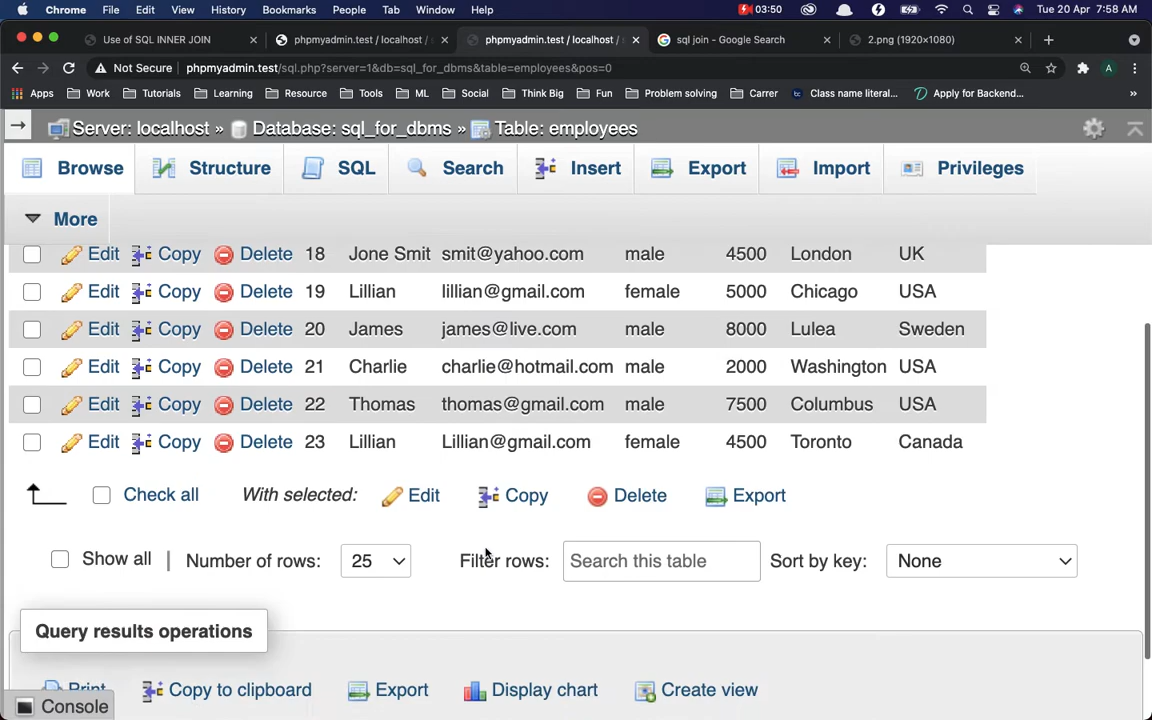 Chrome File Edit View History Bookmarks People Tab Window Help 03:50 Tue 20 Apr 7:58 AM
Use of SQL INNER JOIN phpmyadmin.test / localhost / phpmyadmin.test / localhost / sql join - Google Search 2.png (1920×1080)
Not Secure phpmyadmin.test/sql.php?server=1&db=sql_for_dbms&table=employees&pos=0 A
Apps Work Tutorials Learning Resource Tools ML Social Think Big Fun Problem solving Carrer Class name literal... Apply for Backend... »
Server: localhost » Database: sql_for_dbms » Table: employees
Browse Structure SQL Search Insert Export Import Privileges
More
Edit Copy Delete 18 Jone Smit smit@yahoo.com male 4500 London UK
Edit Copy Delete 19 Lillian lillian@gmail.com female 5000 Chicago USA
Edit Copy Delete 20 James james@live.com male 8000 Lulea Sweden
Edit Copy Delete 21 Charlie charlie@hotmail.com male 2000 Washington USA
Edit Copy Delete 22 Thomas thomas@gmail.com male 7500 Columbus USA
Edit Copy Delete 23 Lillian Lillian@gmail.com female 4500 Toronto Canada
Check all With selected: Edit Copy Delete Export
Show all | Number of rows: 25 Filter rows: Search this table Sort by key: None
Query results operations
Print Copy to clipboard Export Display chart Create view
Console